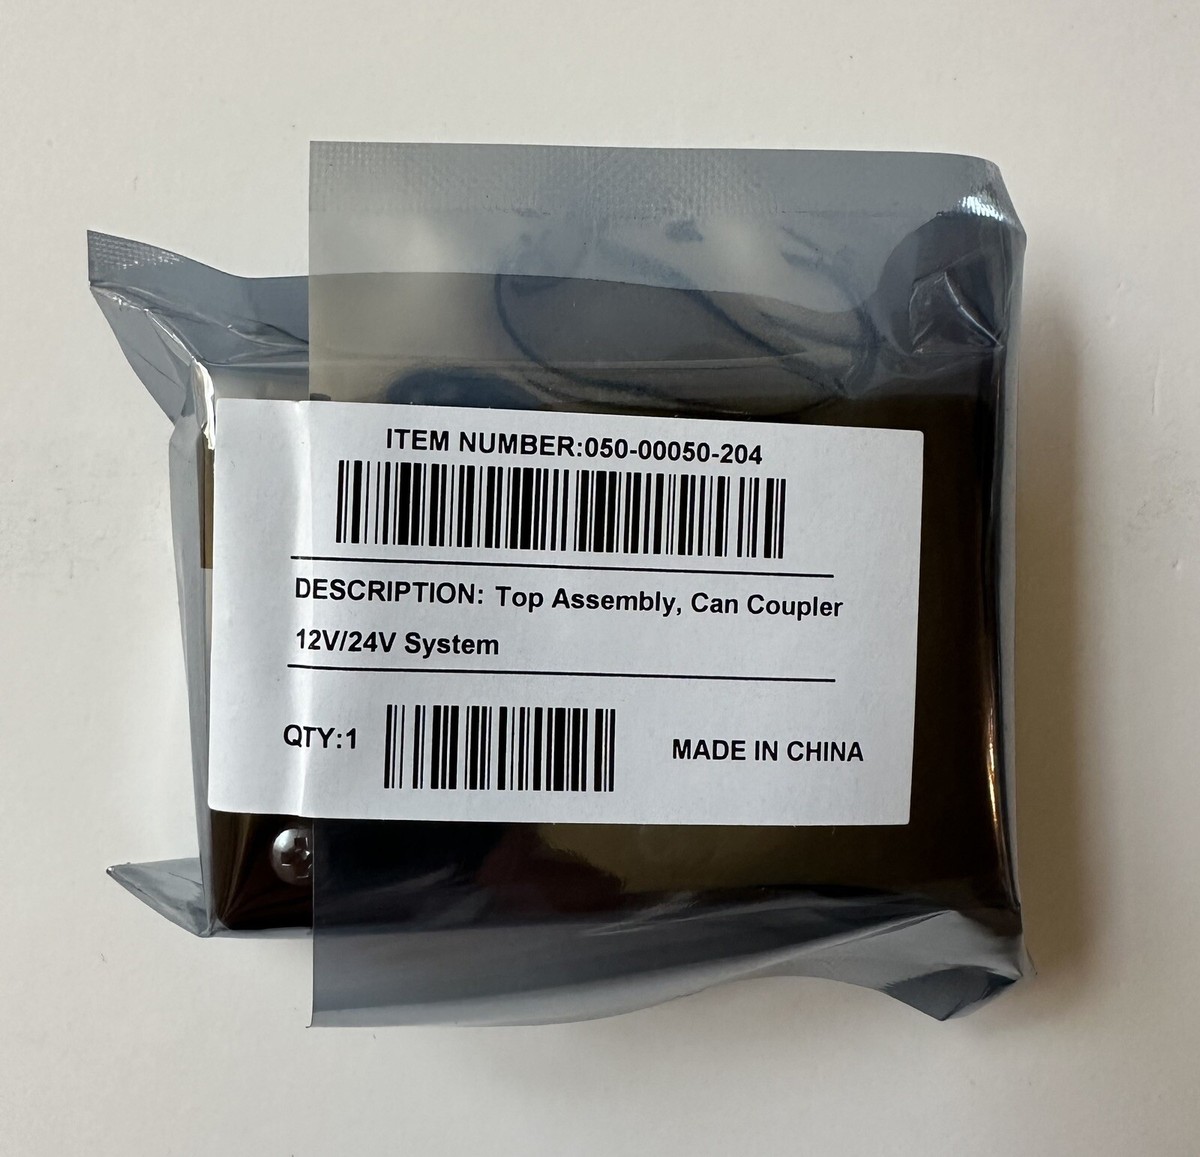 ITEM NUMBER:050-00050-204
DESCRIPTION: Top Assembly, Can Coupler
12V/24V System
QTY:1
MADE IN CHINA